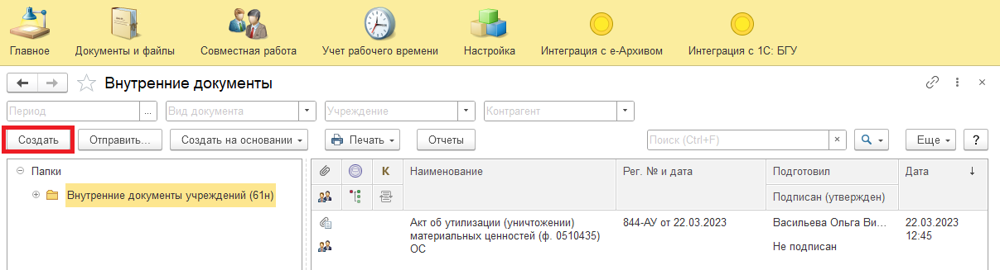 Главное Документы и файлы Совместная работа Учет рабочего времени Настройка Интеграция с е-Архивом Интеграция с 1С: БГУ
Внутренние документы
Период ... Вид документа Учреждение Контрагент
Создать Отправить... Создать на основании Печать Отчеты Поиск (Ctrl+F) × Еще ?
Папки
Внутренние документы учреждений (61н)
К Наименование Рег. № и дата Подготовил Дата ↓
Подписан (утвержден)
Акт об утилизации (уничтожении) 844-АУ от 22.03.2023 Васильева Ольга Ви... 22.03.2023
материальных ценностей (ф. 0510435) 12:45
ОС Не подписан